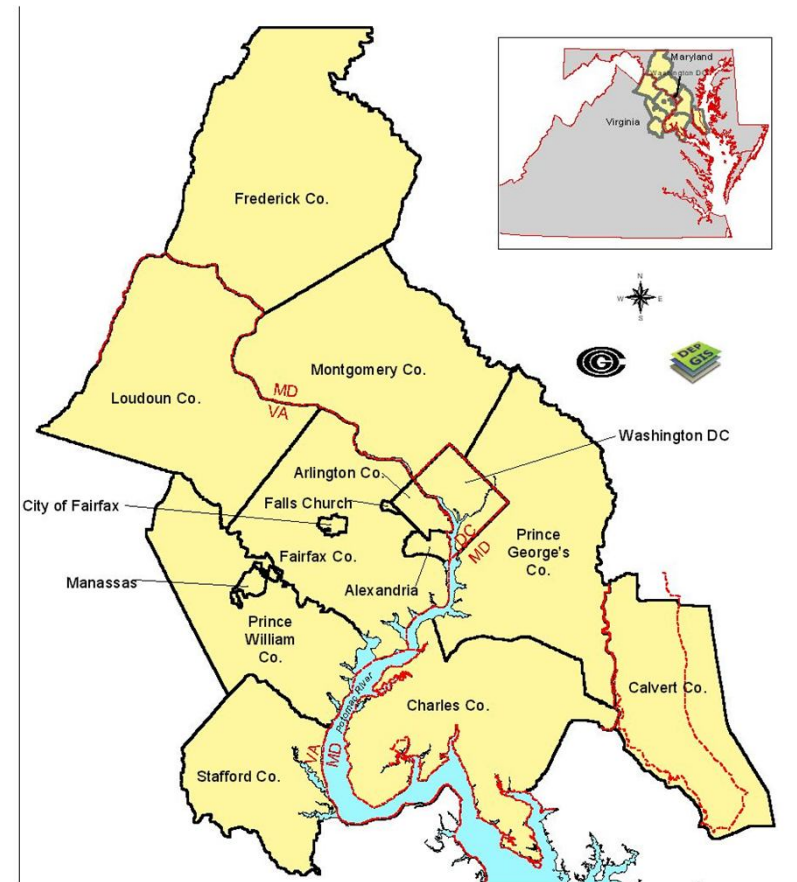 Maryland
Washington DC
Virginia
Frederick Co.
N
W
E
S
DEP
GIS
Montgomery Co.
MD
VA
Loudoun Co.
Washington DC
Arlington Co.
City of Fairfax
Falls Church
DC
MD
Prince
George's
Co.
Fairfax Co.
Manassas
Alexandria
Prince
William
Co.
Calvert Co.
Potomac River
Charles Co.
VA
MD
Stafford Co.